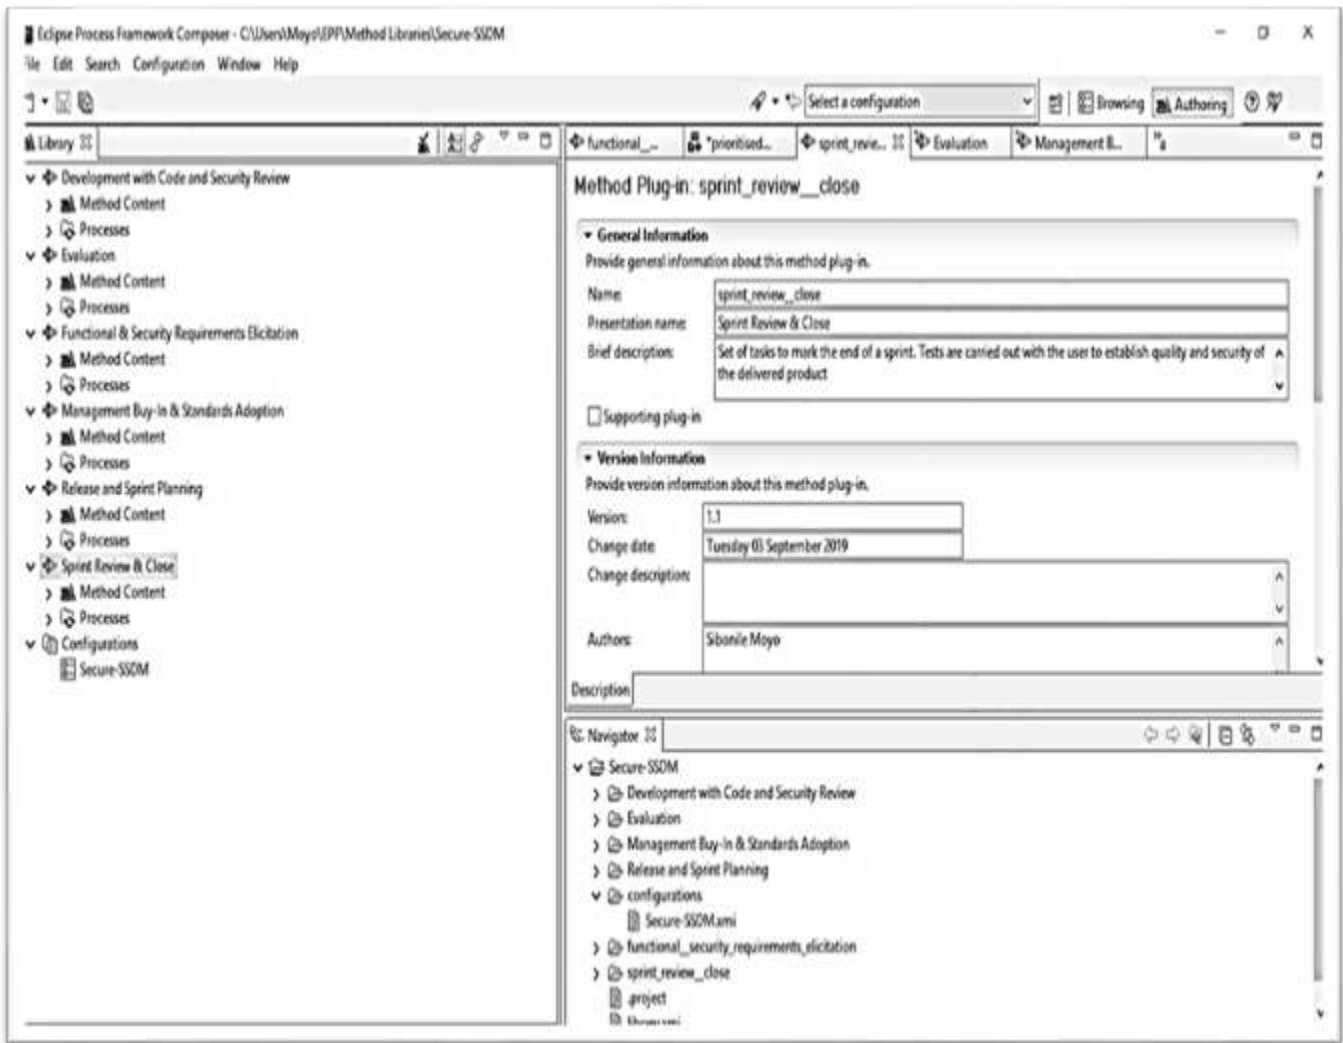 Eclipse Process Framework Composer - C:\Users\Moyo\EPF\Method Libraries\Secure-SSDM
File Edit Search Configuration Window Help
Select a configuration
Browsing
Authoring
Library
Development with Code and Security Review
Method Content
Processes
Evaluation
Method Content
Processes
Functional & Security Requirements Elicitation
Method Content
Processes
Management Buy-In & Standards Adoption
Method Content
Processes
Release and Sprint Planning
Method Content
Processes
Sprint Review & Close
Method Content
Processes
Configurations
Secure-SSDM
functional_... *prioritised... sprint_revie... Evaluation Management B...
Method Plug-in: sprint_review__close
General Information
Provide general information about this method plug-in.
Name: sprint_review__close
Presentation name: Sprint Review & Close
Brief description: Set of tasks to mark the end of a sprint. Tests are carried out with the user to establish quality and security of
the delivered product
Supporting plug-in
Version Information
Provide version information about this method plug-in.
Version: 1.1
Change date: Tuesday 03 September 2019
Change description:
Authors: Sibonile Moyo
Description
Navigator
Secure-SSDM
Development with Code and Security Review
Evaluation
Management Buy-In & Standards Adoption
Release and Sprint Planning
configurations
Secure-SSDM.xmi
functional__security_requirements_elicitation
sprint_review__close
.project